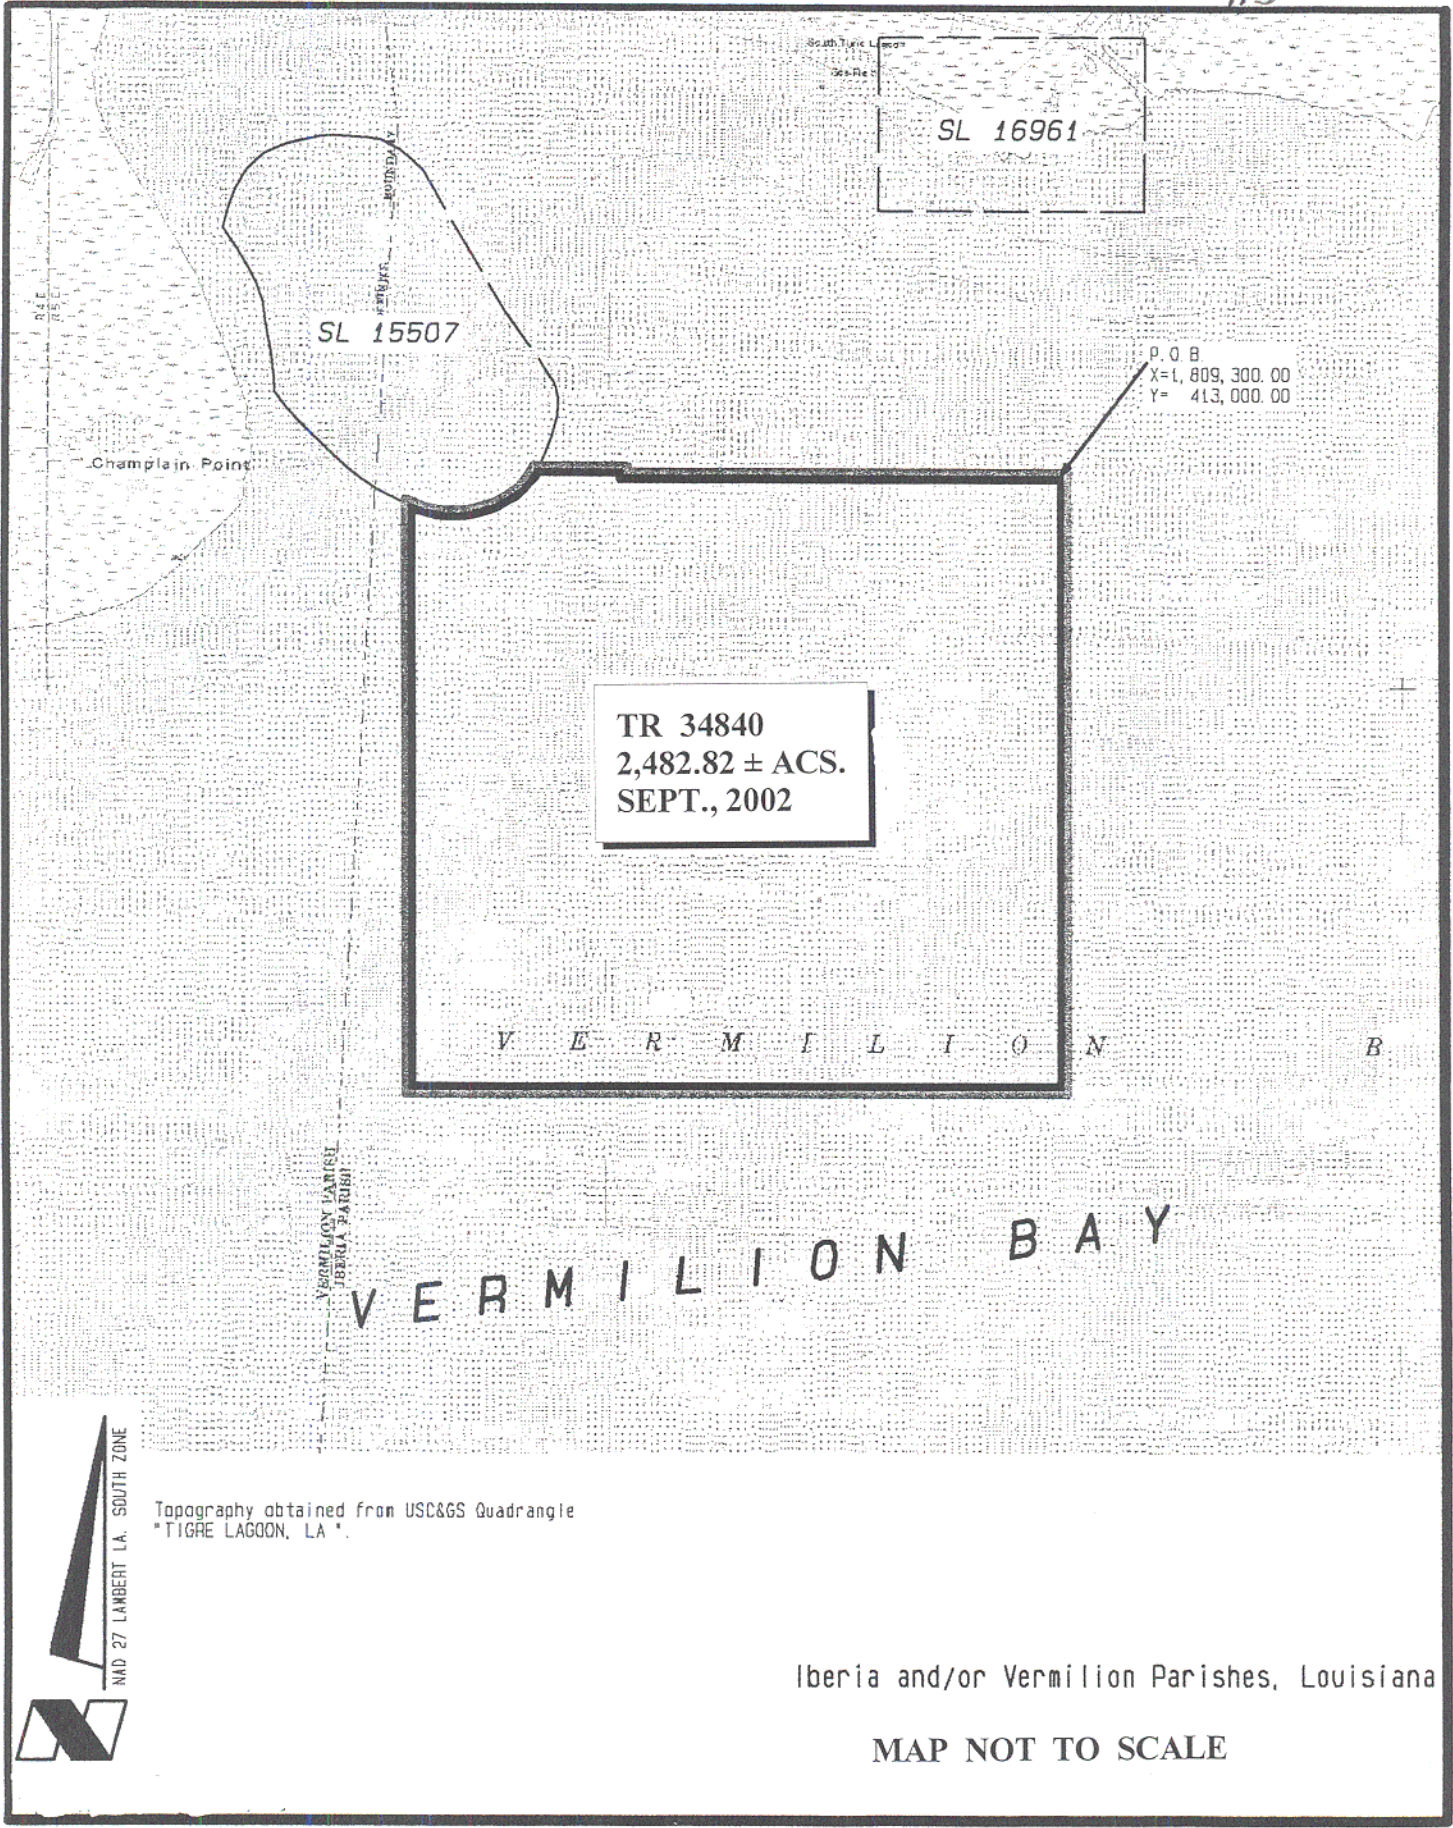 SL 16961
BOUNDARY
SL 15507
P.O.B.
X=1,809,300.00
Y= 413,000.00
Champlain Point
TR 34840
2,482.82 ± ACS.
SEPT., 2002
V E R M I L I O N B
VERMILION PARISH
IBERIA PARISH
VERMILION BAY
NAD 27 LAMBERT LA. SOUTH ZONE
Topography obtained from USC&GS Quadrangle
"TIGRE LAGOON, LA ".
N
Iberia and/or Vermilion Parishes, Louisiana
MAP NOT TO SCALE